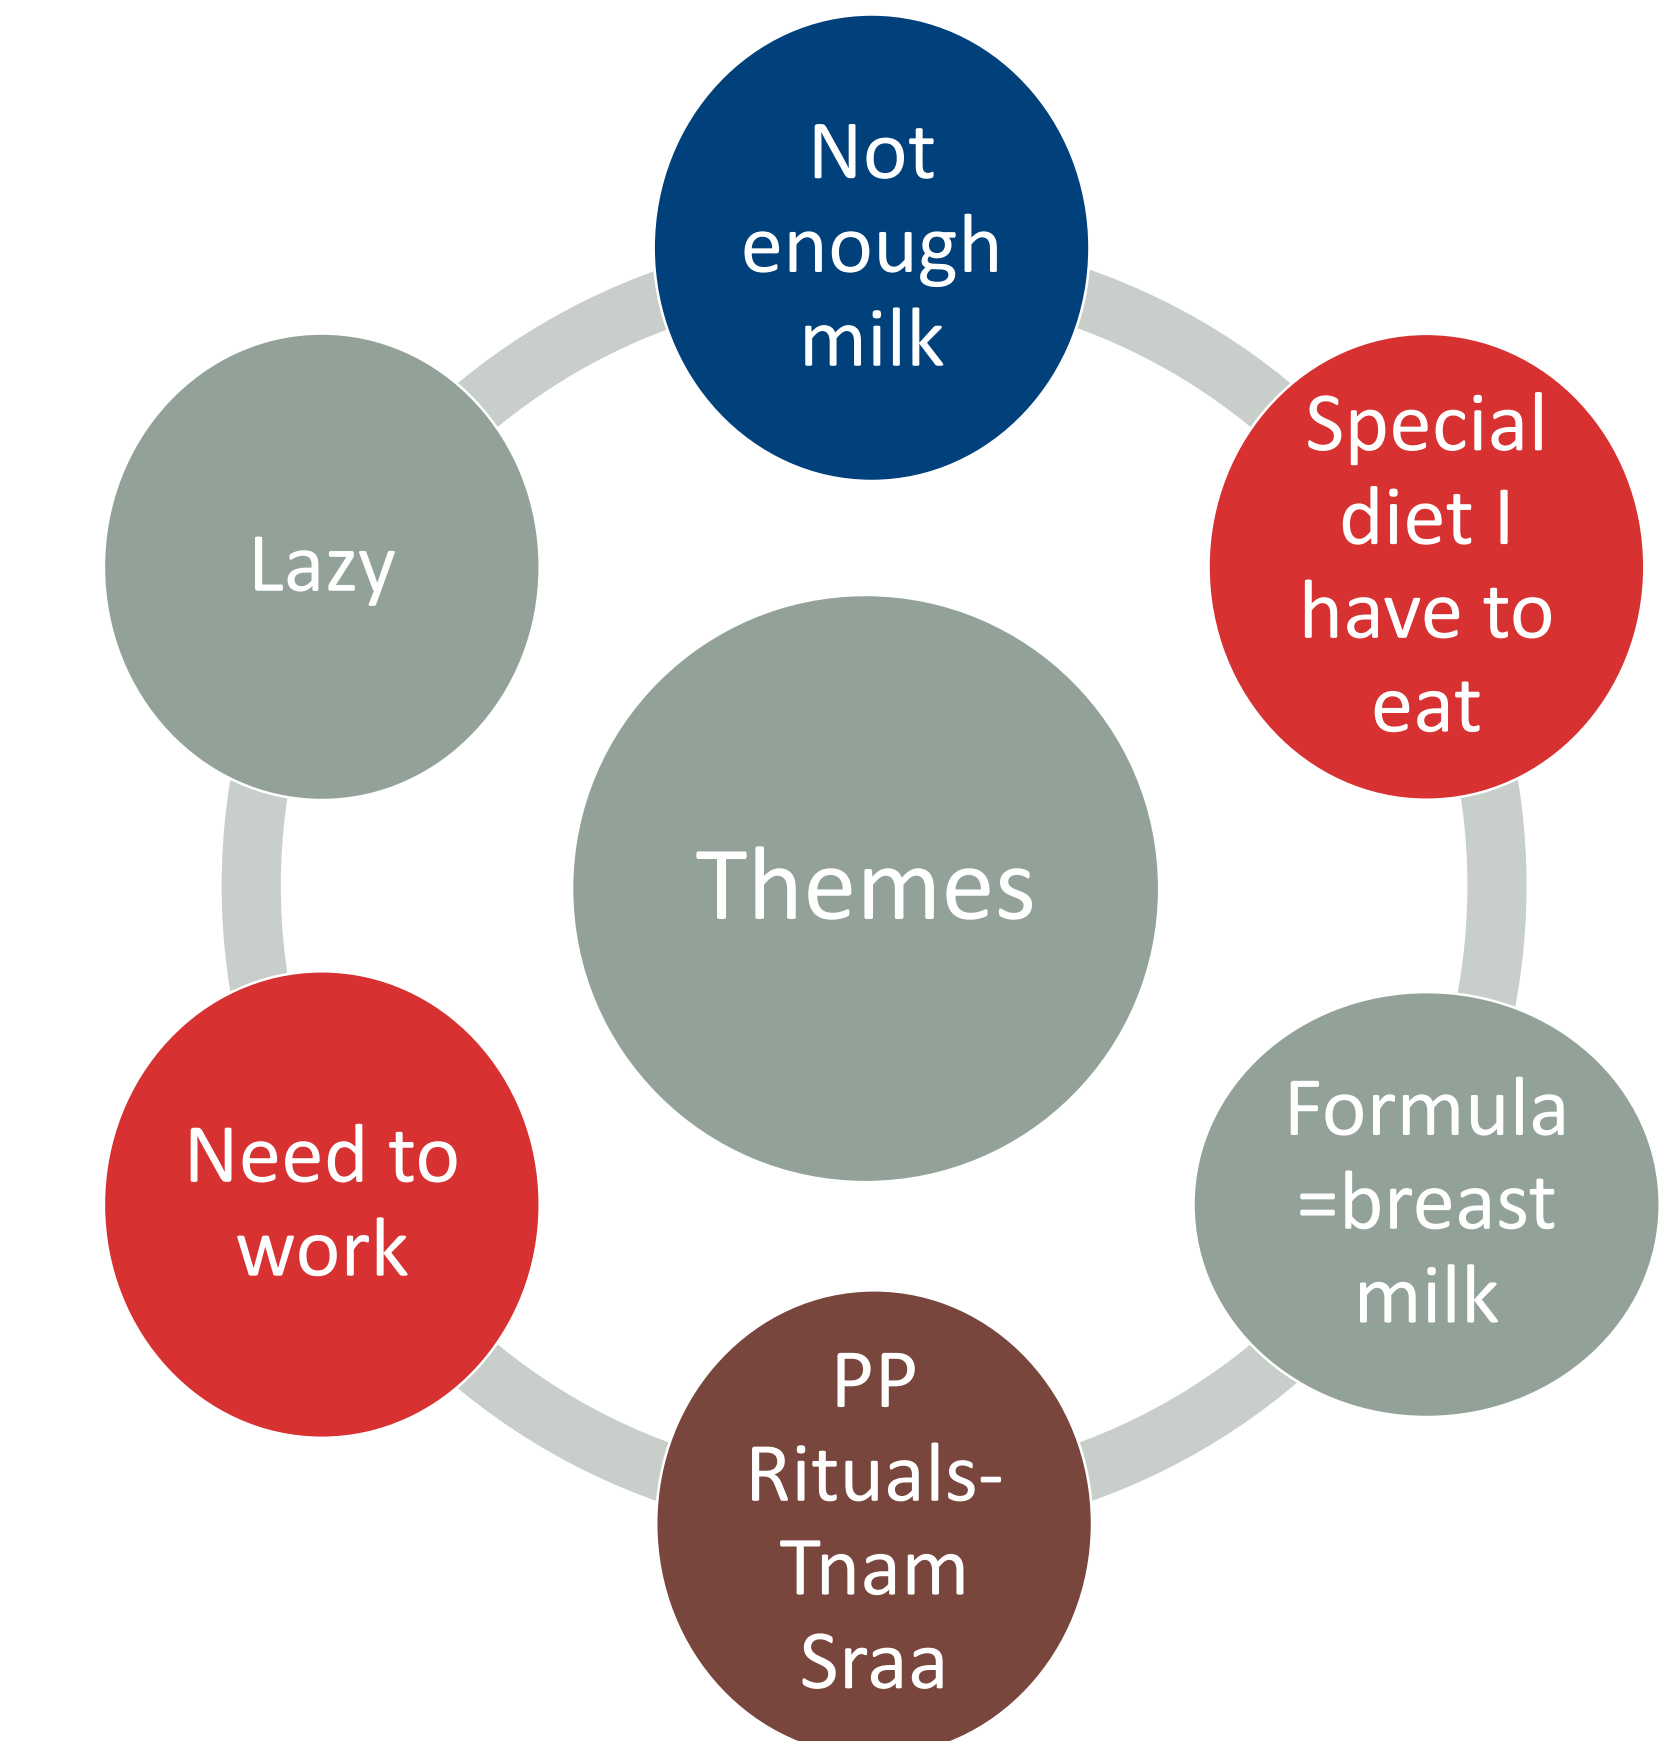 Not
enough
milk
Special
diet I
have to
eat
Formula
=breast
milk
PP
Rituals-
Tnam
Sraa
Need to
work
Lazy
Themes